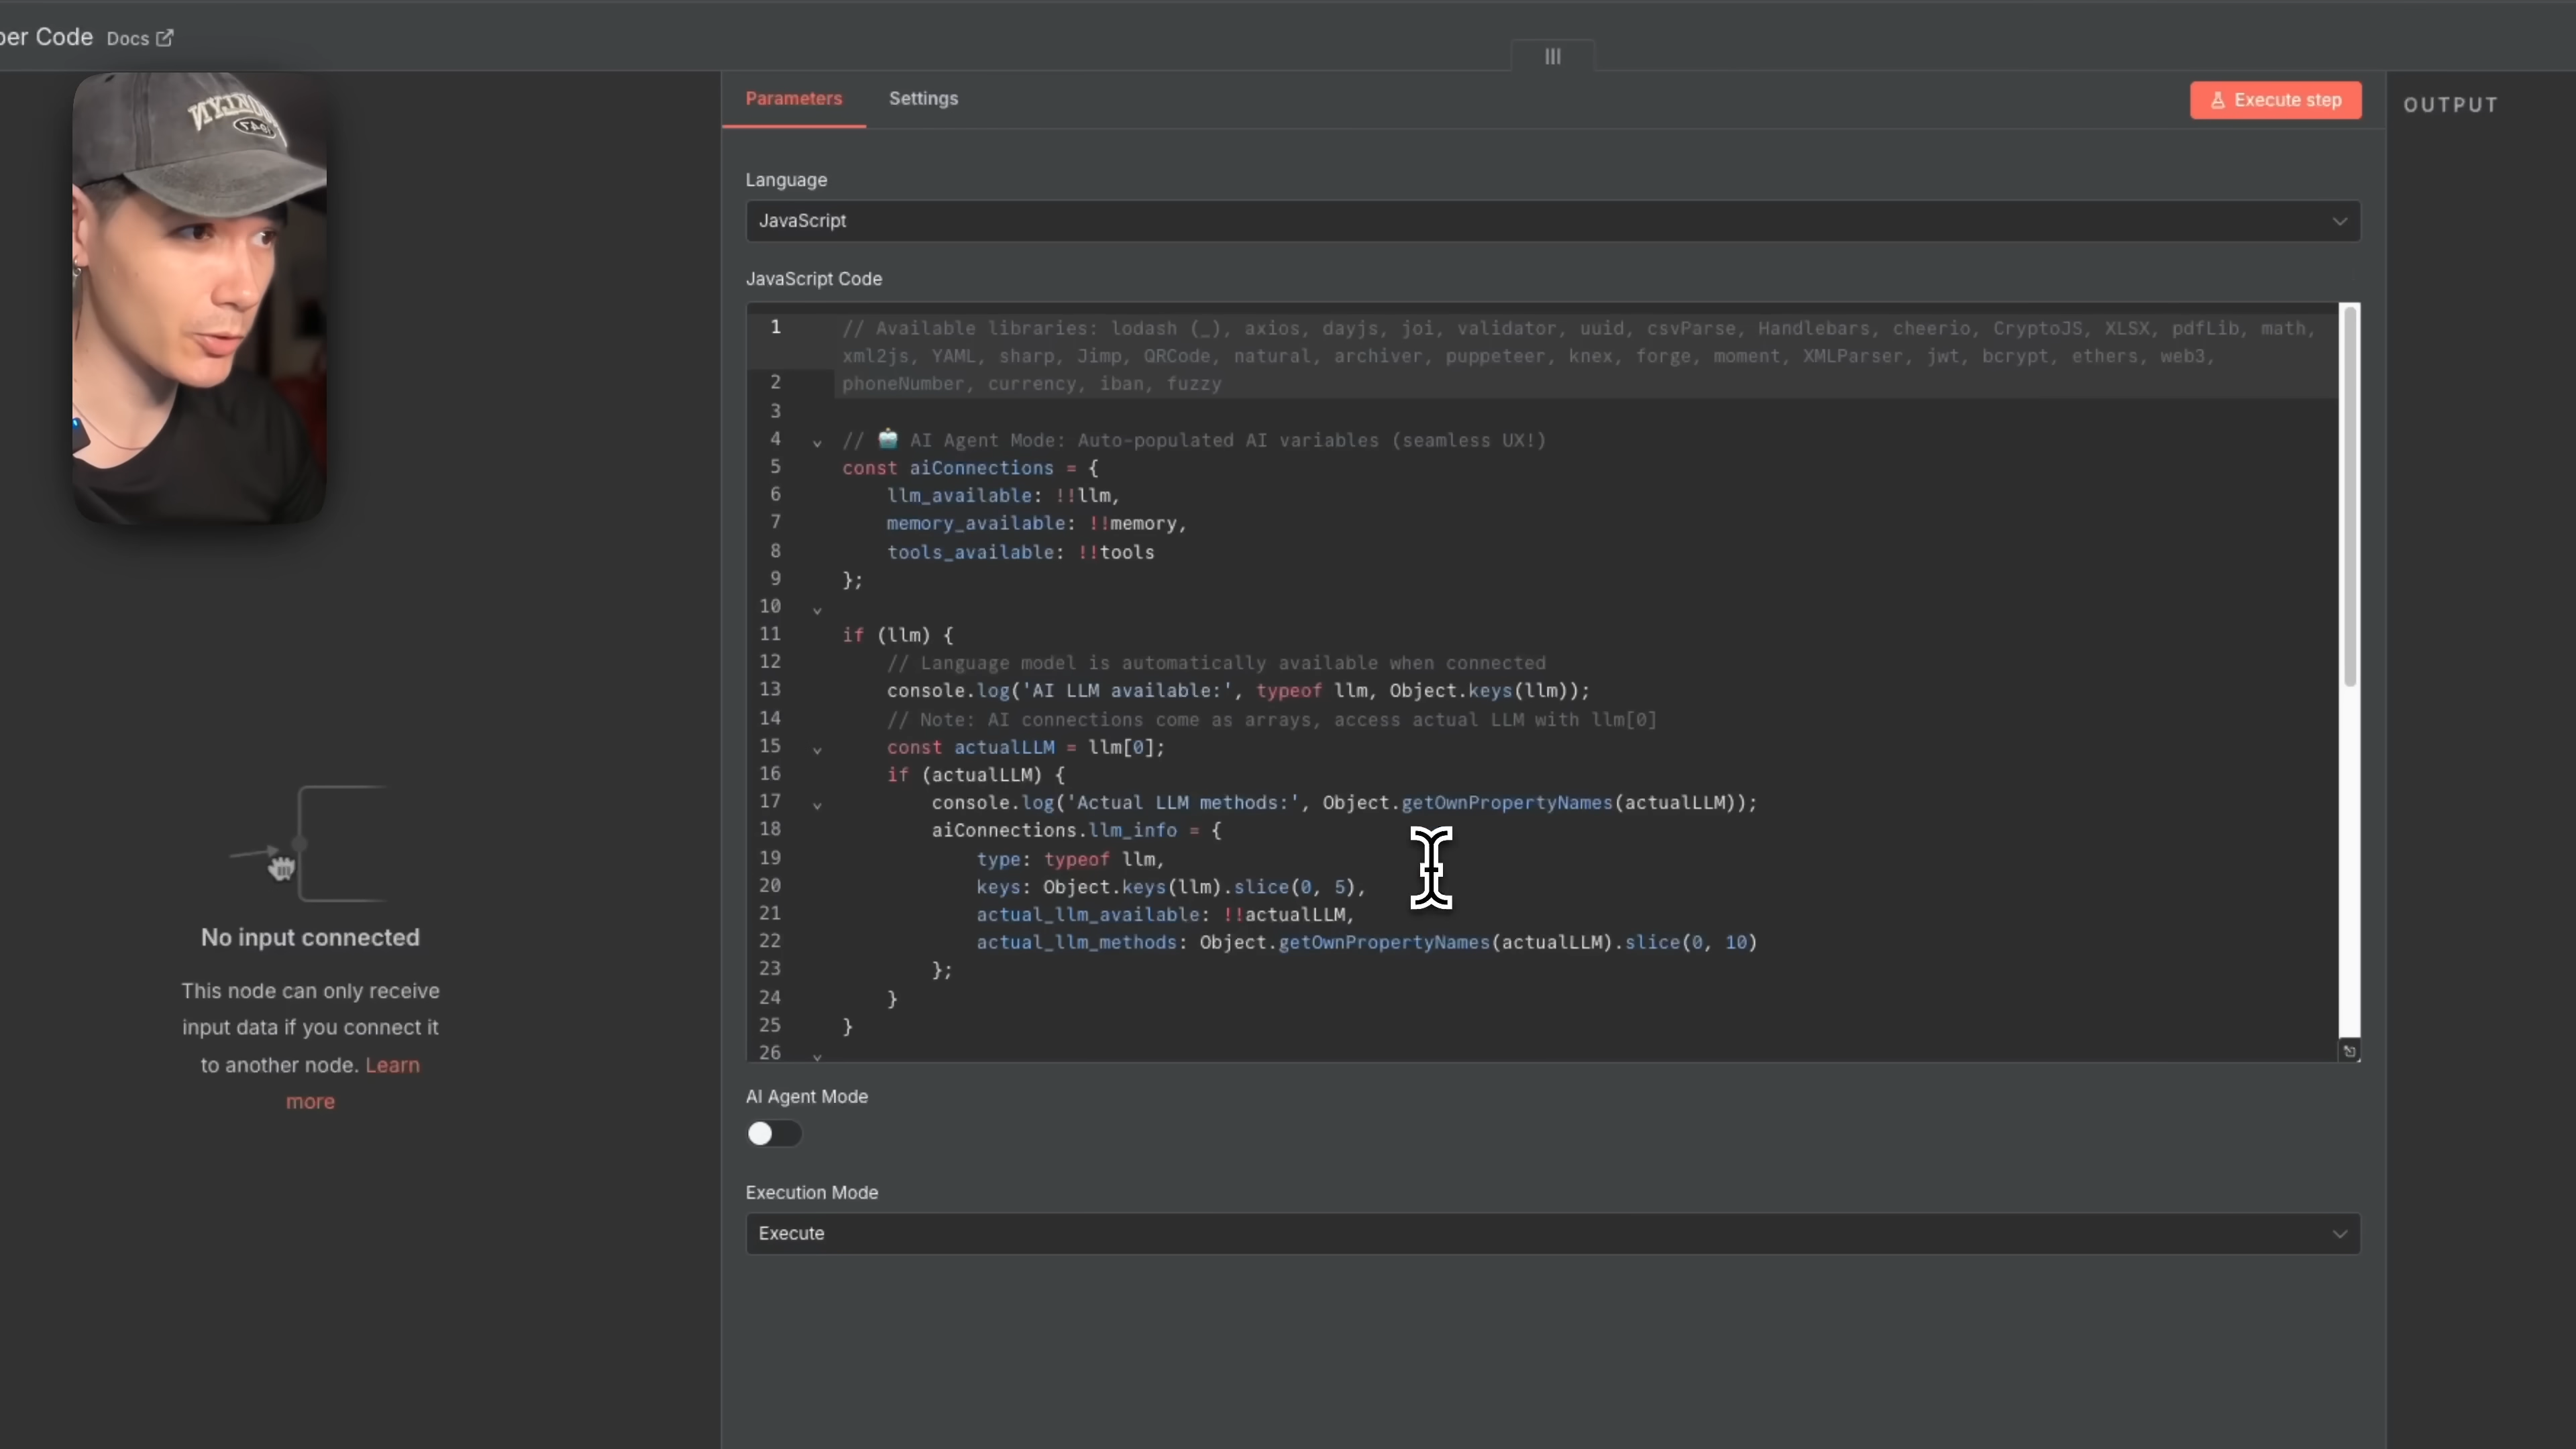 per Code Docs
Parameters
Settings
Execute step
OUTPUT
Language
JavaScript
JavaScript Code
1
// Available libraries: lodash (_), axios, dayjs, joi, validator, uuid, csvParse, Handlebars, cheerio, CryptoJS, XLSX, pdfLib, math,
xml2js, YAML, sharp, Jimp, QRCode, natural, archiver, puppeteer, knex, forge, moment, XMLParser, jwt, bcrypt, ethers, web3,
2 phoneNumber, currency, iban, fuzzy
3
4 // 🤖 AI Agent Mode: Auto-populated AI variables (seamless UX!)
5 const aiConnections = {
6 llm_available: !!llm,
7 memory_available: !!memory,
8 tools_available: !!tools
9 };
10
11 if (llm) {
12 // Language model is automatically available when connected
13 console.log('AI LLM available:', typeof llm, Object.keys(llm));
14 // Note: AI connections come as arrays, access actual LLM with llm[0]
15 const actualLLM = llm[0];
16 if (actualLLM) {
17 console.log('Actual LLM methods:', Object.getOwnPropertyNames(actualLLM));
18 aiConnections.llm_info = {
19 type: typeof llm,
20 keys: Object.keys(llm).slice(0, 5),
21 actual_llm_available: !!actualLLM,
22 actual_llm_methods: Object.getOwnPropertyNames(actualLLM).slice(0, 10)
23 };
24 }
25 }
26
No input connected
This node can only receive
input data if you connect it
to another node. Learn
more
AI Agent Mode
Execution Mode
Execute